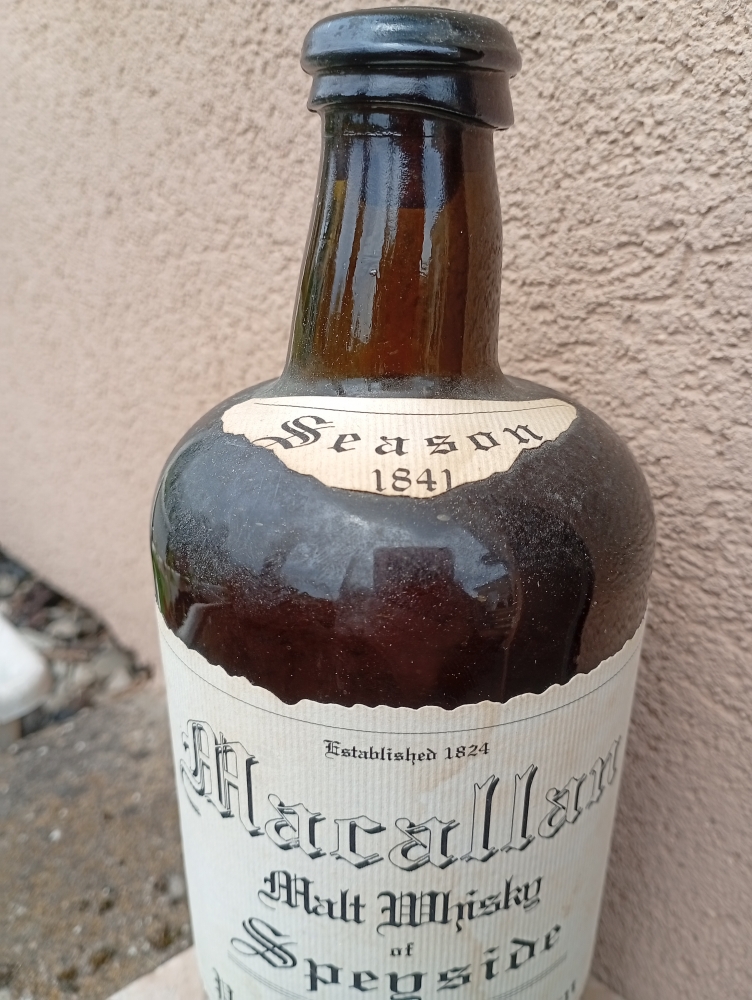 Season
1841
Established 1824
Macallan
Malt Whisky
of
Speyside